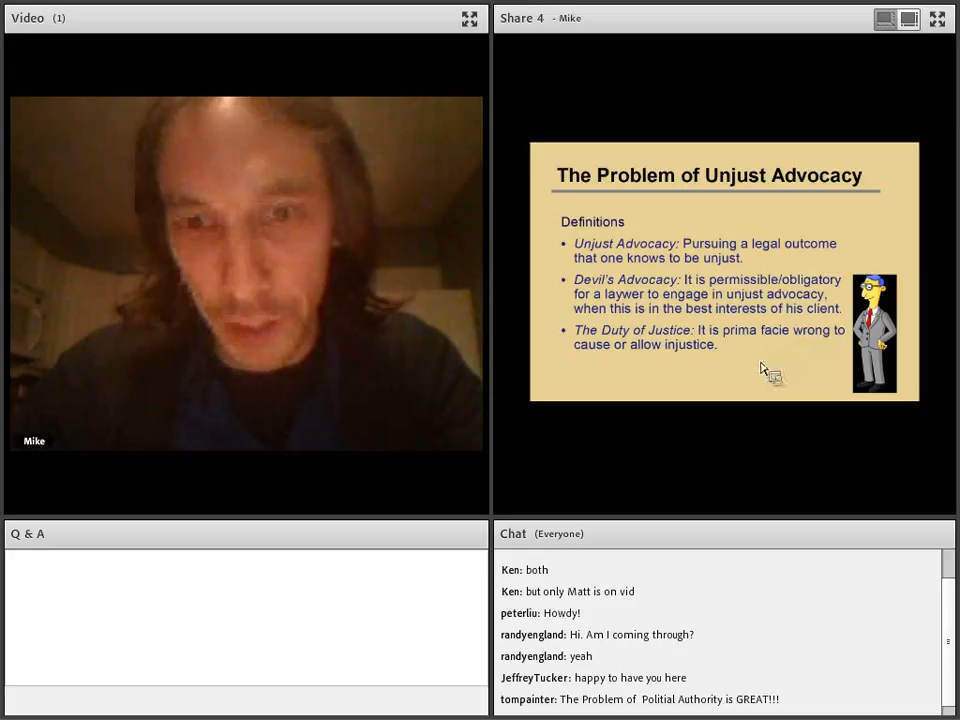 Video (1)
Share 4 - Mike
The Problem of Unjust Advocacy
Definitions
• Unjust Advocacy: Pursuing a legal outcome
that one knows to be unjust.
• Devil's Advocacy: It is permissible/obligatory
for a laywer to engage in unjust advocacy,
when this is in the best interests of his client.
• The Duty of Justice: It is prima facie wrong to
cause or allow injustice.
Mike
Q & A
Chat (Everyone)
Ken: both
Ken: but only Matt is on vid
peterliu: Howdy!
randyengland: Hi. Am I coming through?
randyengland: yeah
JeffreyTucker: happy to have you here
tompainter: The Problem of Politial Authority is GREAT!!!